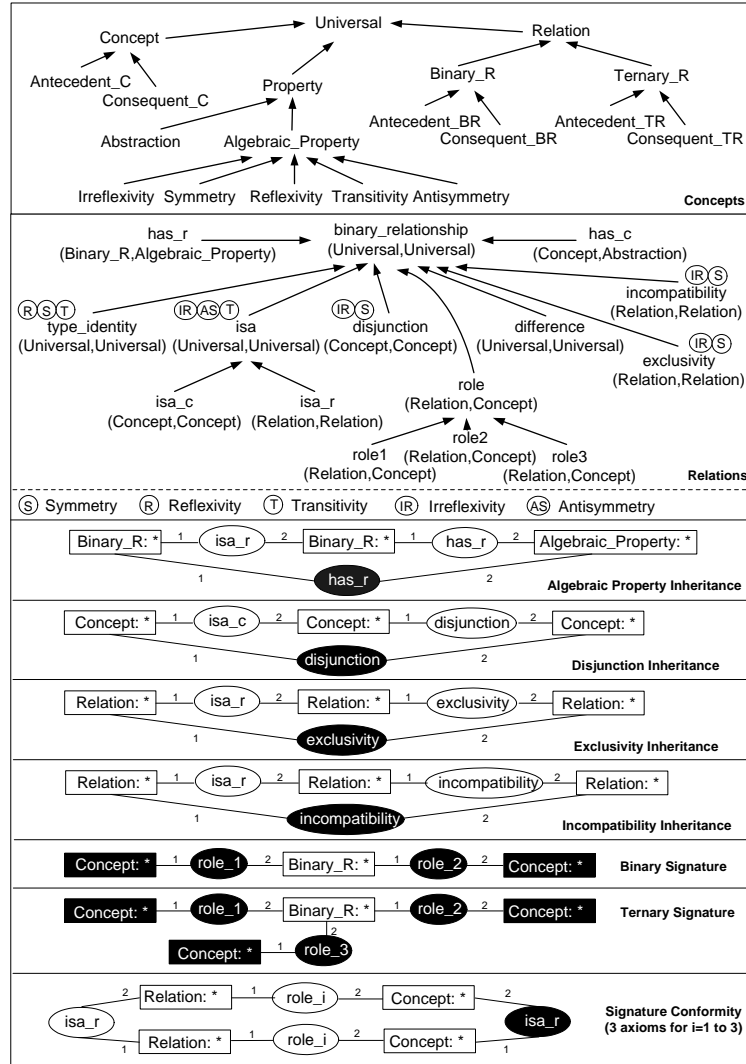 Universal
Concept
Relation
Antecedent_C
Consequent_C
Property
Binary_R
Ternary_R
Abstraction
Algebraic_Property
Antecedent_BR
Consequent_BR
Antecedent_TR
Consequent_TR
Irreflexivity Symmetry Reflexivity Transitivity Antisymmetry
Concepts
has_r
(Binary_R,Algebraic_Property)
binary_relationship
(Universal,Universal)
has_c
(Concept,Abstraction)
IR S
incompatibility
(Relation,Relation)
R S T
type_identity
(Universal,Universal)
IR AS T
isa
(Universal,Universal)
IR S
disjunction
(Concept,Concept)
difference
(Universal,Universal)
IR S
exclusivity
(Relation,Relation)
isa_c
(Concept,Concept)
isa_r
(Relation,Relation)
role
(Relation,Concept)
role1
(Relation,Concept)
role2
(Relation,Concept)
role3
(Relation,Concept)
Relations
S Symmetry R Reflexivity T Transitivity IR Irreflexivity AS Antisymmetry
Binary_R: * 1 isa_r 2 Binary_R: * 1 has_r 2 Algebraic_Property: *
1 has_r 2
Algebraic Property Inheritance
Concept: * 1 isa_c 2 Concept: * 1 disjunction 2 Concept: *
1 disjunction 2
Disjunction Inheritance
Relation: * 1 isa_r 2 Relation: * 1 exclusivity 2 Relation: *
1 exclusivity 2
Exclusivity Inheritance
Relation: * 1 isa_r 2 Relation: * 1 incompatibility 2 Relation: *
1 incompatibility 2
Incompatibility Inheritance
Concept: * 1 role_1 2 Binary_R: * 1 role_2 2 Concept: *
Binary Signature
Concept: * 1 role_1 2 Binary_R: * 1 role_2 2 Concept: *
Ternary Signature
2
Concept: * 1 role_3
2 Relation: * 1 role_i 2 Concept: * 2
isa_r
isa_r
1 Relation: * 1 role_i 2 Concept: * 1
Signature Conformity
(3 axioms for i=1 to 3)